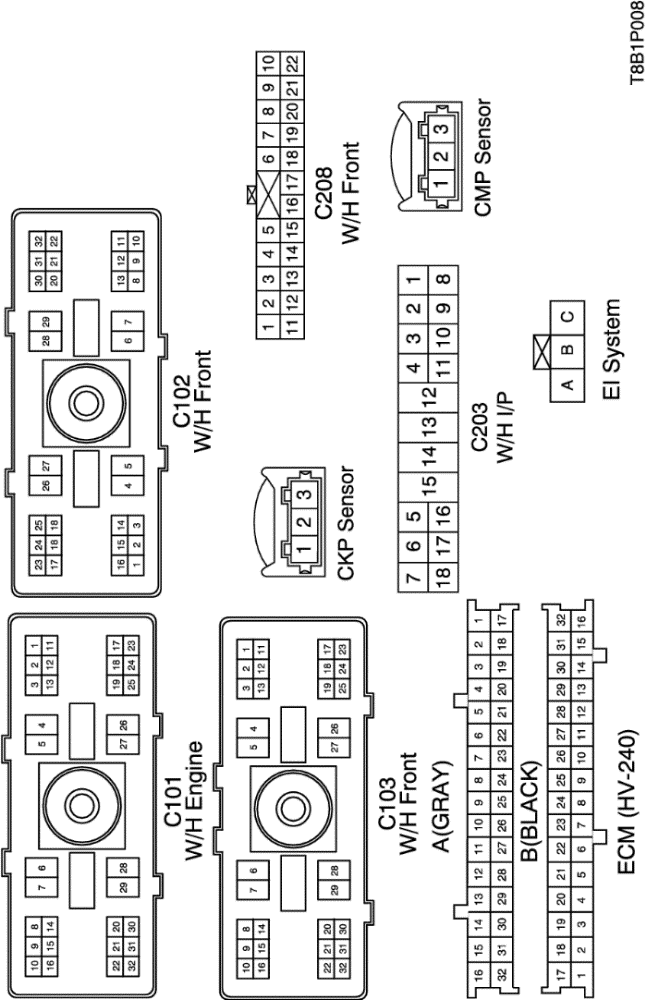 10 9 8 7 6 5 4 3 2 1
16 15 14 13 12 11
22 21 20 29 28 27 26 19 18 17
32 31 30 25 24 23
C101
W/H Engine
23 24 25 26 27 28 29 30 31 32
17 18 18 20 21 22
16 15 14 4 5 6 7 13 12 11
1 2 3 8 9 10
C102
W/H Front
10 9 8 7 6 5 4 3 2 1
16 15 14 13 12 11
22 21 20 29 28 27 26 19 18 17
32 31 30 25 24 23
C103
W/H Front
1 2 3
CKP Sensor
1 2 3 4 5 6 7 8 9 10
11 12 13 14 15 16 17 18 19 20 21 22
C208
W/H Front
A(GRAY)
16 15 14 13 12 11 10 9 8 7 6 5 4 3 2 1
32 31 30 29 28 27 26 25 24 23 22 21 20 19 18 17
B(BLACK)
17 18 19 20 21 22 23 24 25 26 27 28 29 30 31 32
1 2 3 4 5 6 7 8 9 10 11 12 13 14 15 16
ECM (HV-240)
7 6 5 4 3 2 1
18 17 16 15 14 13 12 11 10 9 8
C203
W/H I/P
1 2 3
CMP Sensor
A B C
EI System
T8B1P008